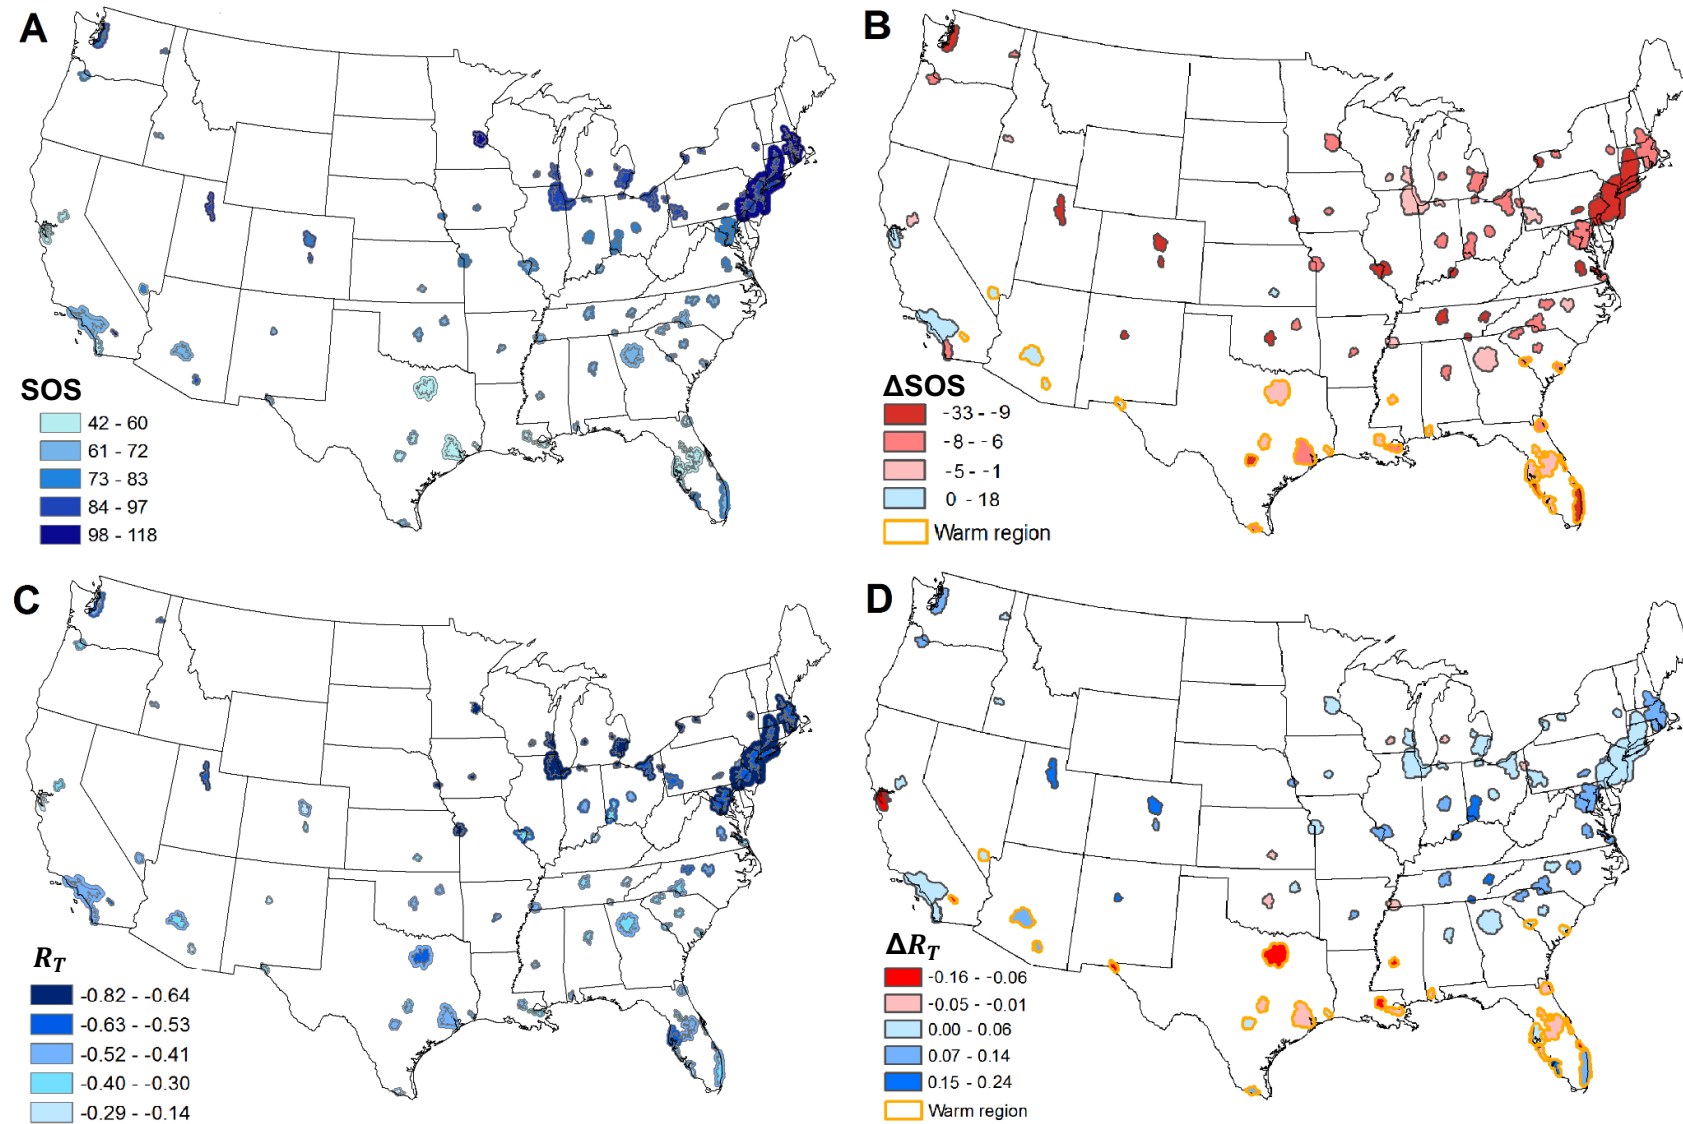 A
SOS
42 - 60
61 - 72
73 - 83
84 - 97
98 - 118
B
ΔSOS
-33 - -9
-8 - -6
-5 - -1
0 - 18
Warm region
C
R_T
-0.82 - -0.64
-0.63 - -0.53
-0.52 - -0.41
-0.40 - -0.30
-0.29 - -0.14
D
ΔR_T
-0.16 - -0.06
-0.05 - -0.01
0.00 - 0.06
0.07 - 0.14
0.15 - 0.24
Warm region